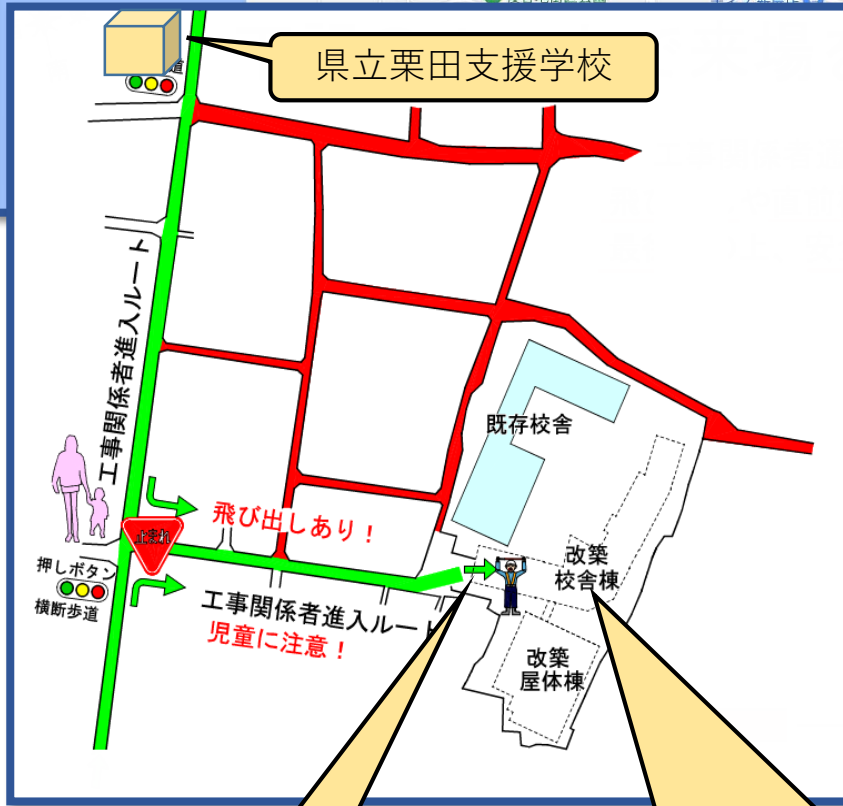 県立栗田支援学校
道
工事関係者進入ルート
既存校舎
飛び出しあり！
止まれ
押しボタン
横断歩道
改築
校舎棟
工事関係者進入ルート
児童に注意！
改築
屋体棟